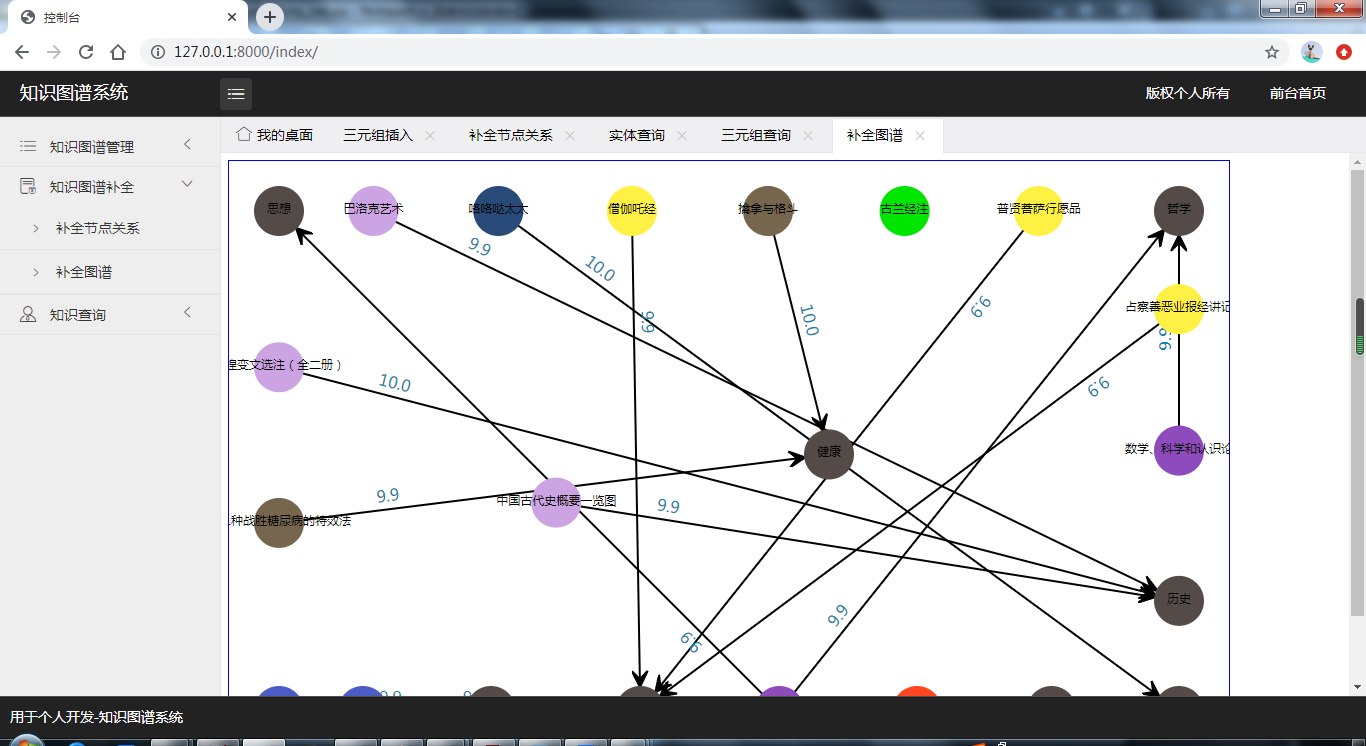 控制台
127.0.0.1:8000/index/
知识图谱系统
版权个人所有
前台首页
我的桌面
三元组插入
补全节点关系
实体查询
三元组查询
补全图谱
知识图谱管理
知识图谱补全
补全节点关系
补全图谱
知识查询
思想
巴洛克艺术
咯咯哒太太
僧伽吒经
擒拿与格斗
古兰经注
普贤菩萨行愿品
哲学
9.9
10.0
9.9
10.0
9.9
占察善恶业报经讲记
9.9
煌变文选注（全二册）
10.0
9.9
健康
数学、科学和认识论
9.9
中国古代史概要一览图
9.9
种战胜糖尿病的特效法
历史
9.9
9.9
9.9
用于个人开发-知识图谱系统